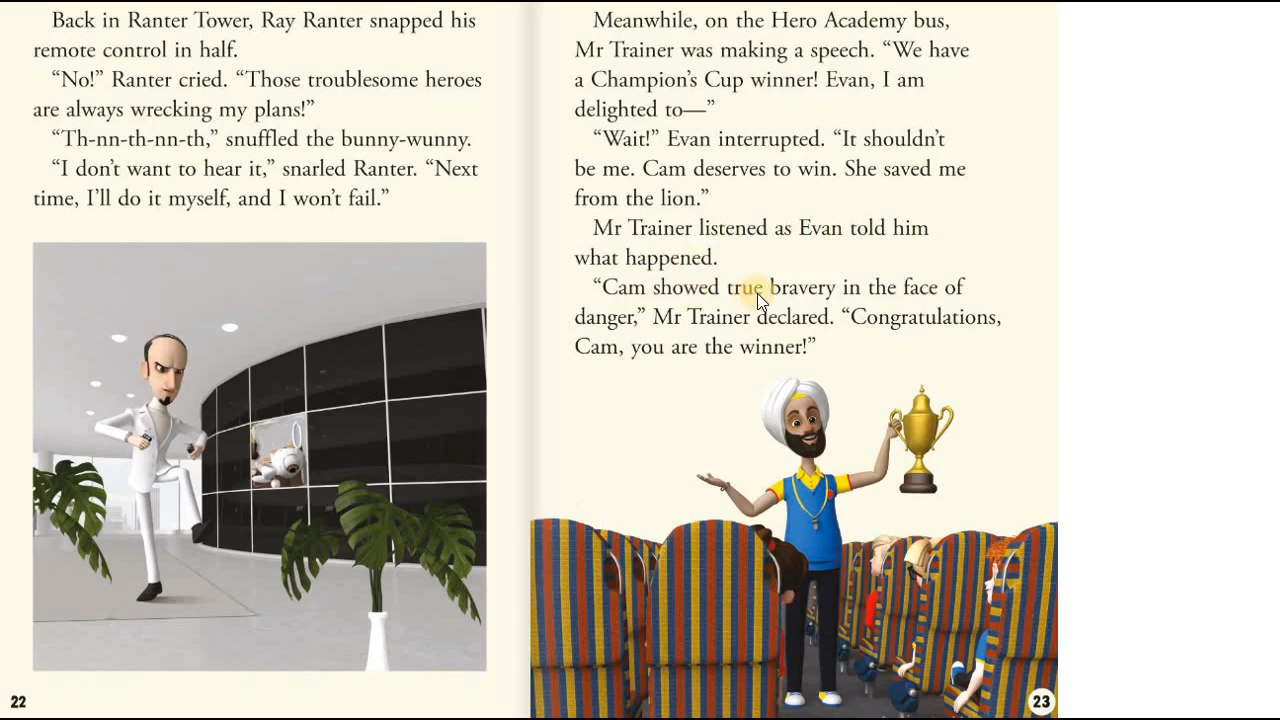 Back in Ranter Tower, Ray Ranter snapped his
remote control in half.
“No!” Ranter cried. “Those troublesome heroes
are always wrecking my plans!”
“Th-nn-th-nn-th,” snuffled the bunny-wunny.
“I don’t want to hear it,” snarled Ranter. “Next
time, I’ll do it myself, and I won’t fail.”
22
Meanwhile, on the Hero Academy bus,
Mr Trainer was making a speech. “We have
a Champion’s Cup winner! Evan, I am
delighted to—”
“Wait!” Evan interrupted. “It shouldn’t
be me. Cam deserves to win. She saved me
from the lion.”
Mr Trainer listened as Evan told him
what happened.
“Cam showed true bravery in the face of
danger,” Mr Trainer declared. “Congratulations,
Cam, you are the winner!”
23